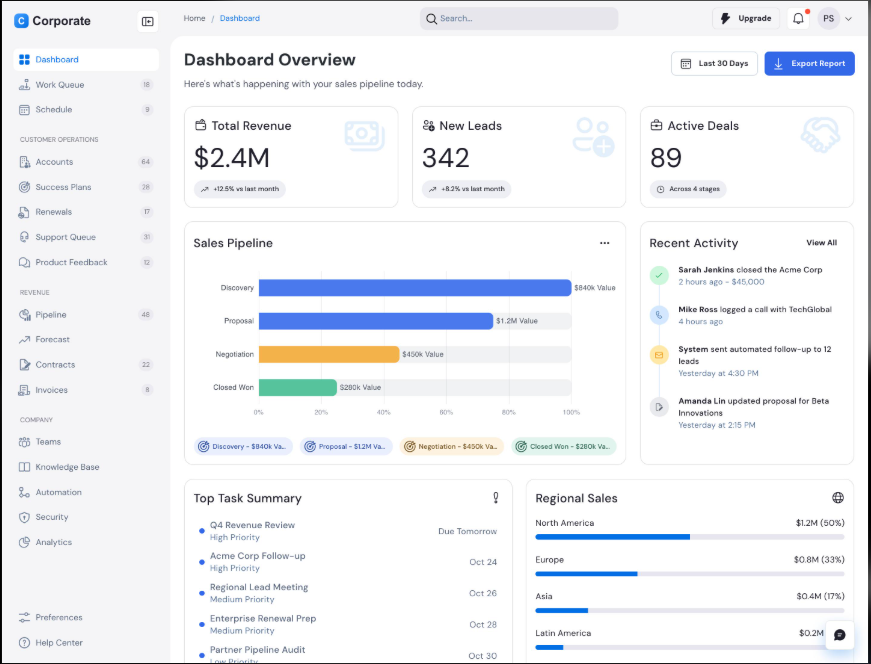 C Corporate
Home / Dashboard
Search...
Upgrade
PS
Dashboard
Work Queue 18
Schedule 9
CUSTOMER OPERATIONS
Accounts 64
Success Plans 28
Renewals 17
Support Queue 31
Product Feedback 12
REVENUE
Pipeline 48
Forecast
Contracts 22
Invoices 8
COMPANY
Teams
Knowledge Base
Automation
Security
Analytics
Preferences
Help Center
Dashboard Overview
Here's what's happening with your sales pipeline today.
Last 30 Days
Export Report
Total Revenue
$2.4M
+12.5% vs last month
New Leads
342
+8.2% vs last month
Active Deals
89
Across 4 stages
Sales Pipeline
Discovery $840k Value
Proposal $1.2M Value
Negotiation $450k Value
Closed Won $280k Value
0% 20% 40% 60% 80% 100%
Discovery - $840k Va...
Proposal - $1.2M Va...
Negotiation - $450k Va...
Closed Won - $280k Va...
Recent Activity
View All
Sarah Jenkins closed the Acme Corp
2 hours ago - $45,000
Mike Ross logged a call with TechGlobal
4 hours ago
System sent automated follow-up to 12
leads
Yesterday at 4:30 PM
Amanda Lin updated proposal for Beta
Innovations
Yesterday at 2:15 PM
Top Task Summary
Q4 Revenue Review
High Priority
Due Tomorrow
Acme Corp Follow-up
High Priority
Oct 24
Regional Lead Meeting
Medium Priority
Oct 26
Enterprise Renewal Prep
Medium Priority
Oct 28
Partner Pipeline Audit
Low Priority
Oct 30
Regional Sales
North America $1.2M (50%)
Europe $0.8M (33%)
Asia $0.4M (17%)
Latin America $0.2M